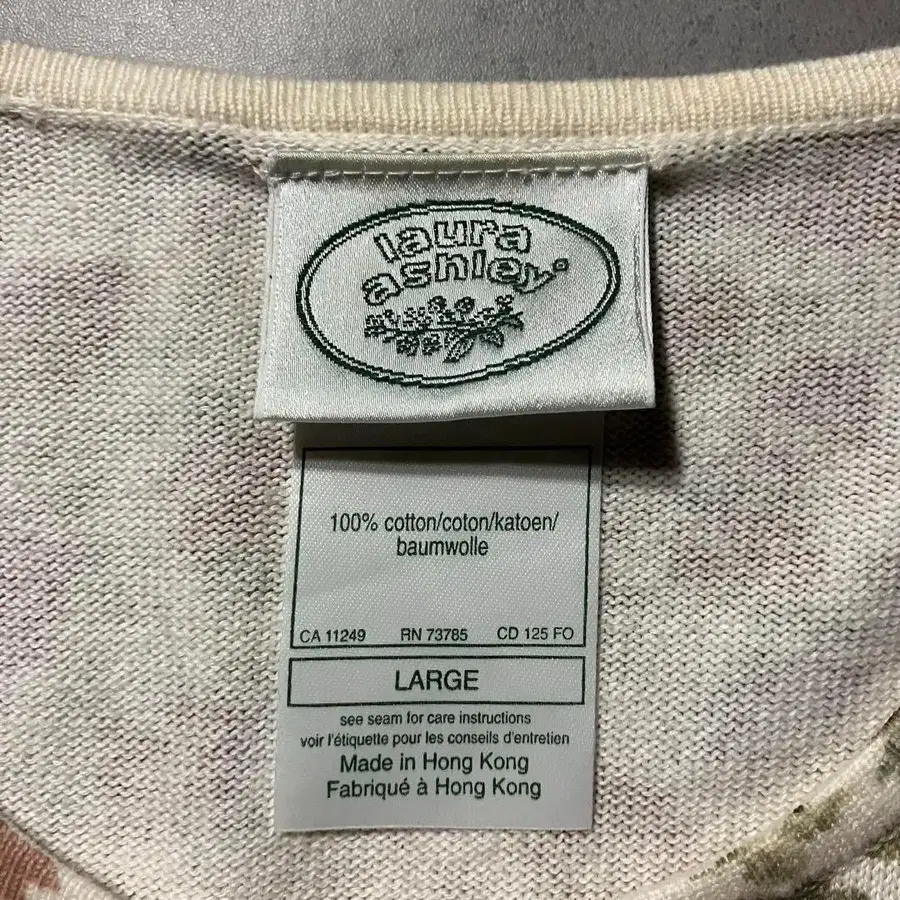 laura
ashley®
100% cotton/coton/katoen/
baumwolle
CA 11249 RN 73785 CD 125 FO
LARGE
see seam for care instructions
voir l'étiquette pour les conseils d'entretien
Made in Hong Kong
Fabriqué à Hong Kong